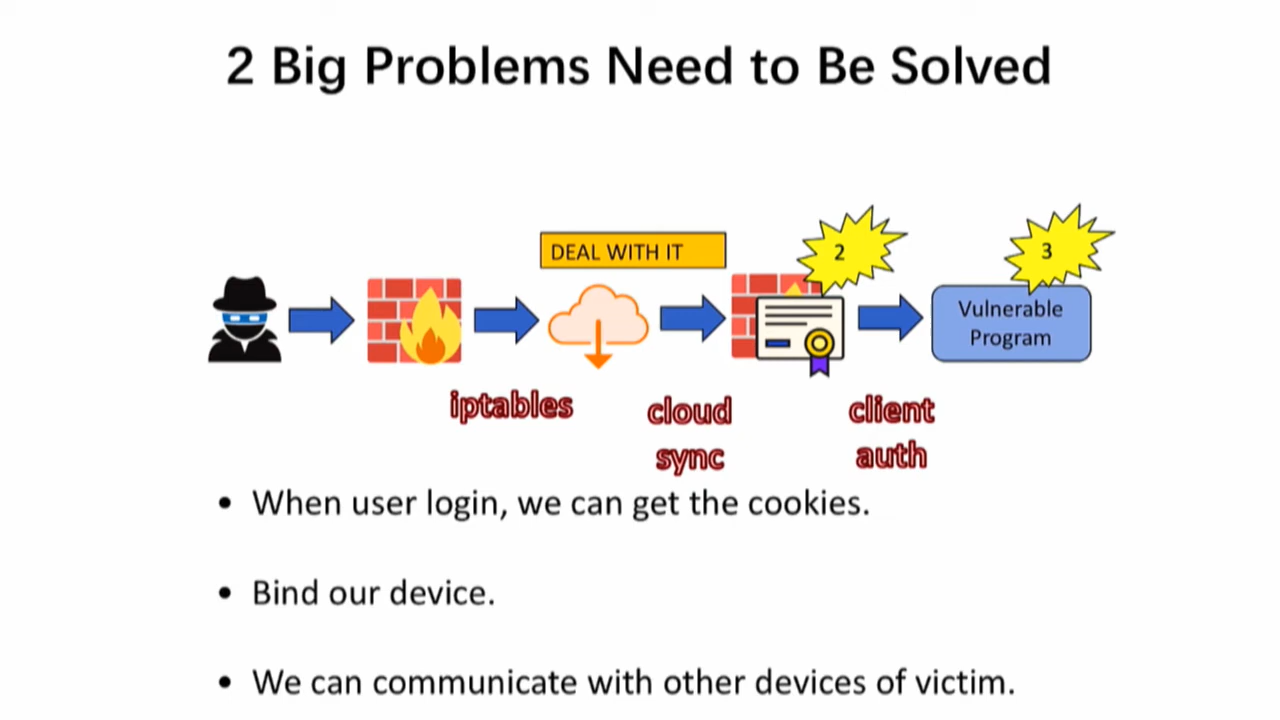 2 Big Problems Need to Be Solved
DEAL WITH IT
2
3
Vulnerable
Program
iptables
cloud
sync
client
auth
• When user login, we can get the cookies.
• Bind our device.
• We can communicate with other devices of victim.